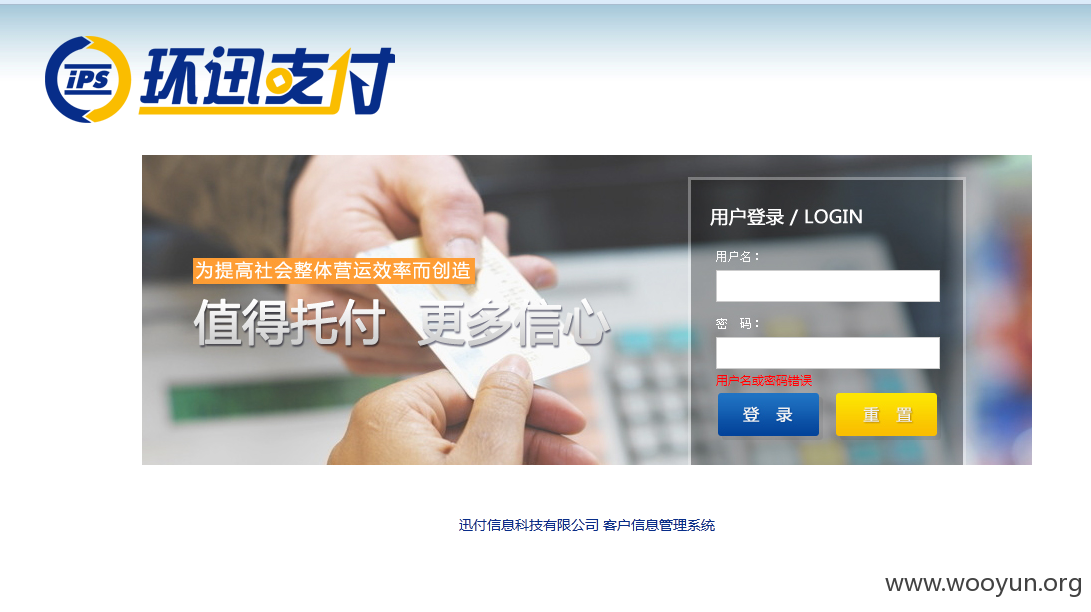 iPS 环迅支付
用户登录 / LOGIN
用户名：
为提高社会整体营运效率而创造
值得托付 更多信心
密 码：
用户名或密码错误
登 录 重 置
迅付信息科技有限公司 客户信息管理系统
www.wooyun.org